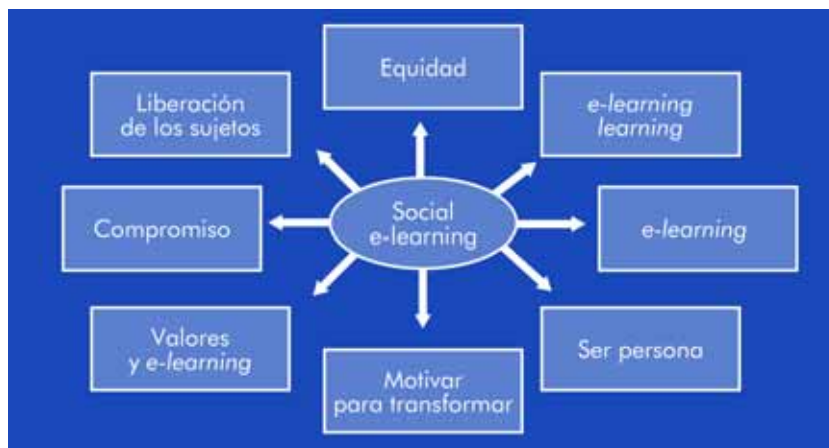 Equidad
Liberación
de los sujetos
e-learning
learning
Compromiso
Social
e-learning
e-learning
Valores
y e-learning
Motivar
para transformar
Ser persona